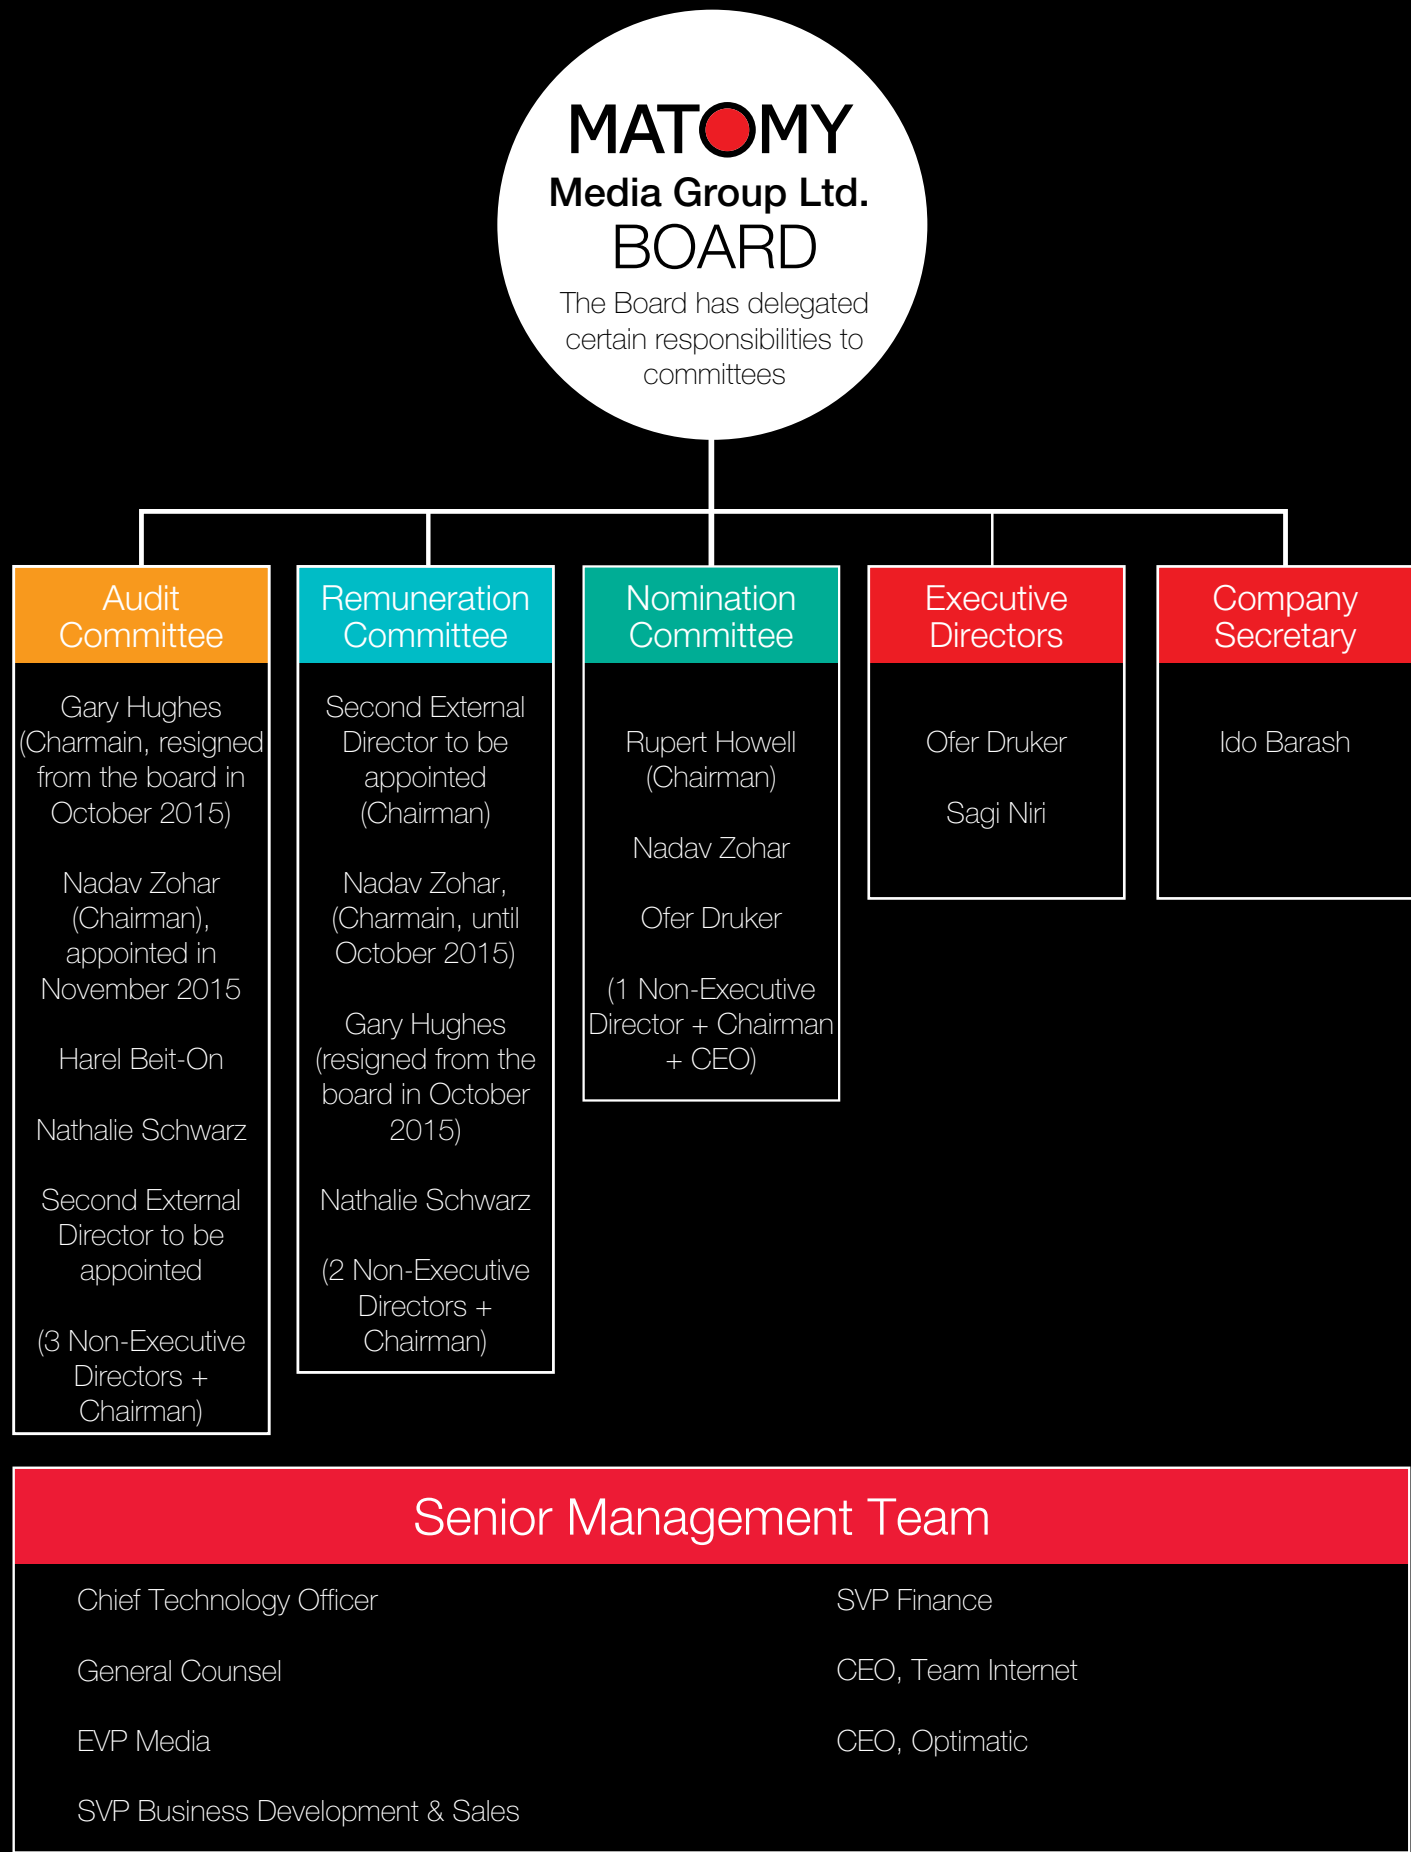 MATOMY
Media Group Ltd.
BOARD
The Board has delegated
certain responsibilities to
committees
Audit
Committee
Gary Hughes
(Charmain, resigned
from the board in
October 2015)
Nadav Zohar
(Chairman),
appointed in
November 2015
Harel Beit-On
Nathalie Schwarz
Second External
Director to be
appointed
(3 Non-Executive
Directors +
Chairman)
Remuneration
Committee
Second External
Director to be
appointed
(Chairman)
Nadav Zohar,
(Charmain, until
October 2015)
Gary Hughes
(resigned from the
board in October
2015)
Nathalie Schwarz
(2 Non-Executive
Directors +
Chairman)
Nomination
Committee
Rupert Howell
(Chairman)
Nadav Zohar
Ofer Druker
(1 Non-Executive
Director + Chairman
+ CEO)
Executive
Directors
Ofer Druker
Sagi Niri
Company
Secretary
Ido Barash
Senior Management Team
Chief Technology Officer
General Counsel
EVP Media
SVP Business Development & Sales
SVP Finance
CEO, Team Internet
CEO, Optimatic